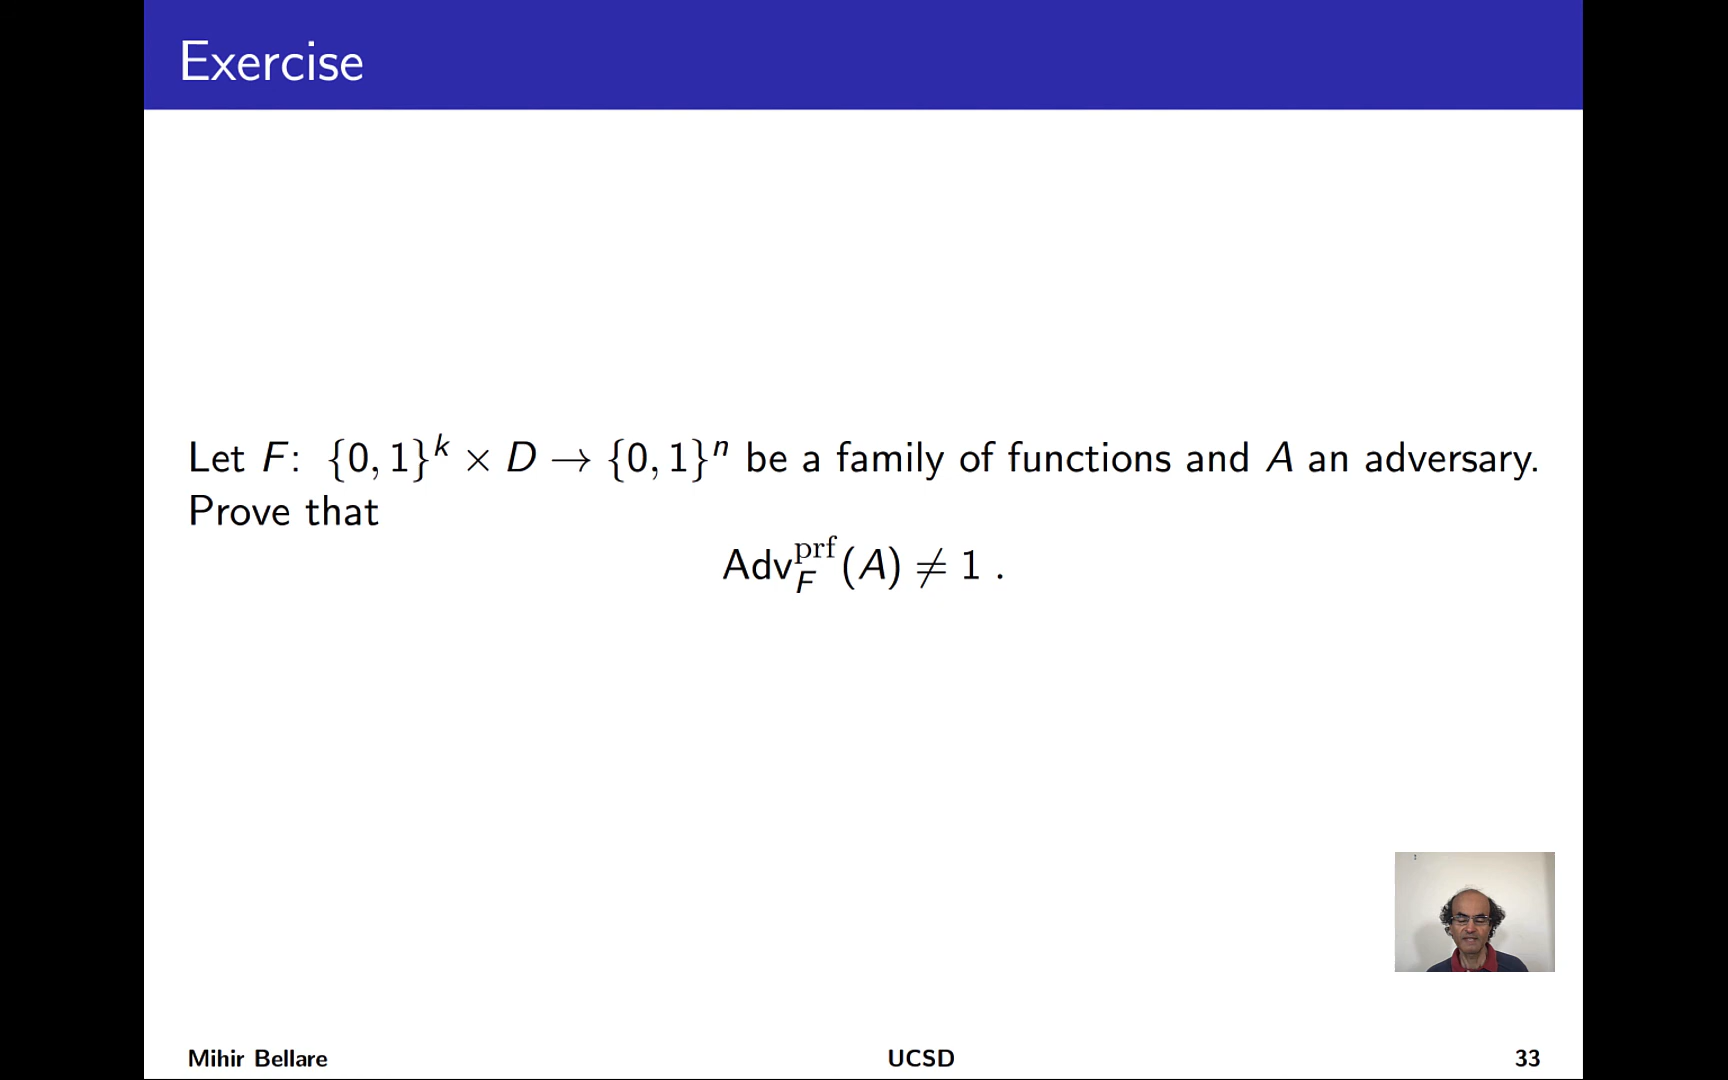 Exercise
Let F: {0, 1}^k × D → {0, 1}^n be a family of functions and A an adversary.
Prove that
Adv_F^prf(A) ≠ 1 .
Mihir Bellare UCSD 33